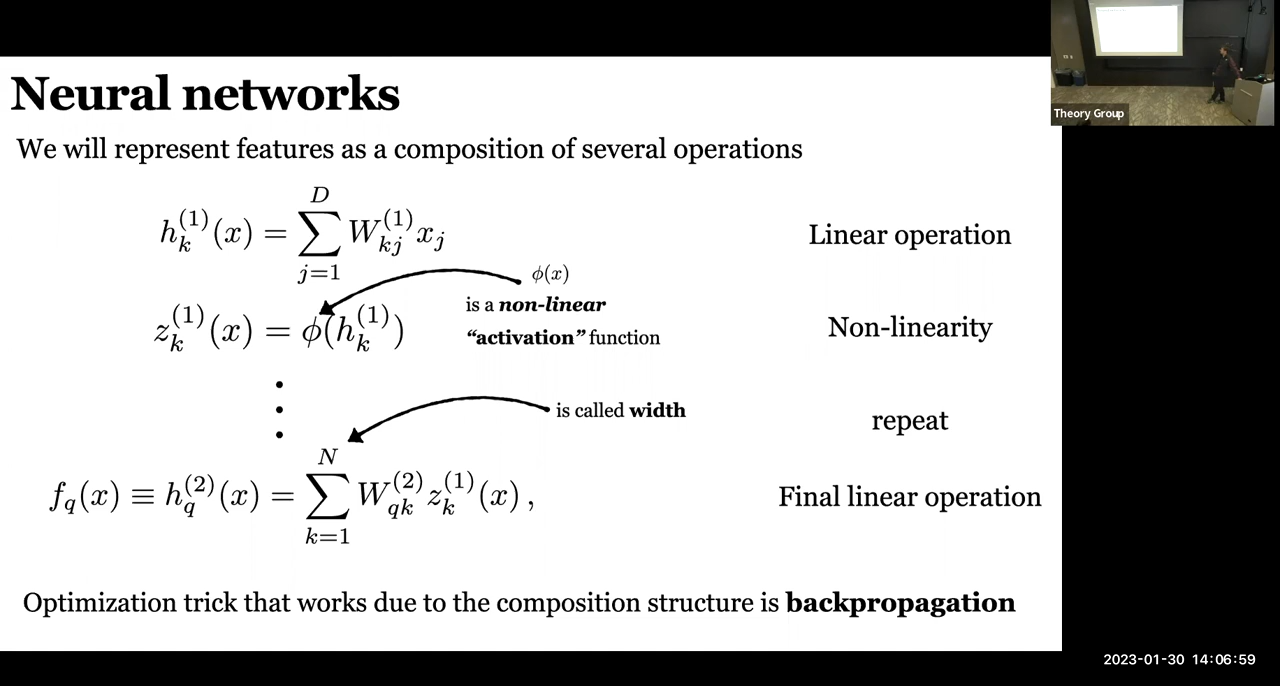 Neural networks
We will represent features as a composition of several operations
h_k^{(1)}(x) = \sum_{j=1}^{D} W_{kj}^{(1)} x_j
Linear operation
ϕ(x)
is a non-linear
“activation” function
z_k^{(1)}(x) = ϕ(h_k^{(1)})
Non-linearity
is called width
repeat
f_q(x) ≡ h_q^{(2)}(x) = \sum_{k=1}^{N} W_{qk}^{(2)} z_k^{(1)}(x) ,
Final linear operation
Optimization trick that works due to the composition structure is backpropagation
Theory Group
2023-01-30 14:06:59